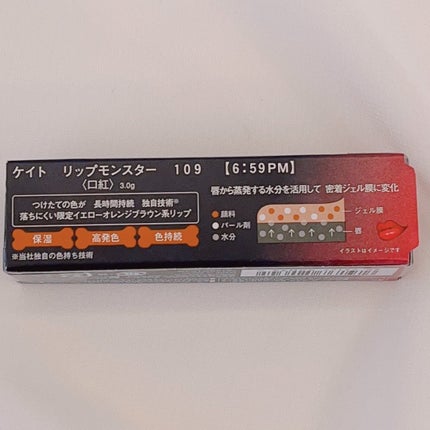 ケイト リップモンスター 109 【6:59PM】
〈口紅〉 3.0g
つけたての色が 長時間持続 独自技術※
落ちにくい限定イエローオレンジブラウン系リップ
保湿 高発色 色持続
※当社独自の色持ち技術
唇から蒸発する水分を活用して 密着ジェル膜に変化
顔料
パール剤
水分
ジェル膜
唇
イラストはイメージです。